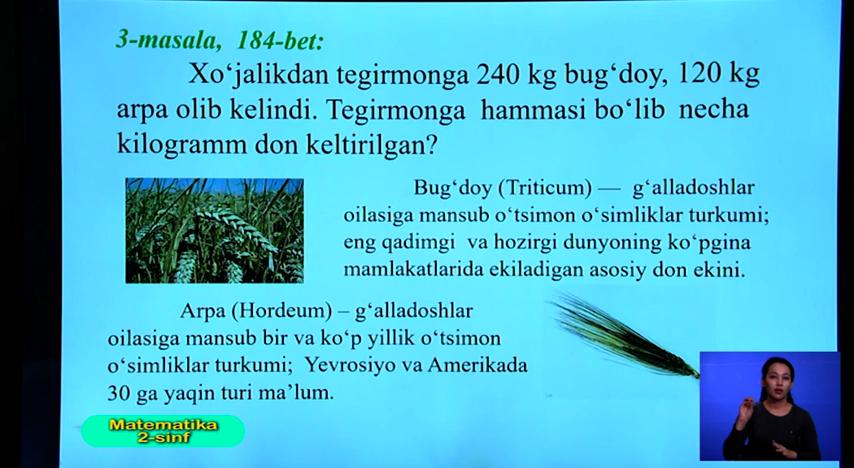 3-masala, 184-bet:
Xo‘jalikdan tegirmonga 240 kg bug‘doy, 120 kg
arpa olib kelindi. Tegirmonga hammasi bo‘lib necha
kilogramm don keltirilgan?
Bug‘doy (Triticum) — g‘alladoshlar
oilasiga mansub o‘tsimon o‘simliklar turkumi;
eng qadimgi va hozirgi dunyoning ko‘pgina
mamlakatlarida ekiladigan asosiy don ekini.
Arpa (Hordeum) – g‘alladoshlar
oilasiga mansub bir va ko‘p yillik o‘tsimon
o‘simliklar turkumi; Yevrosiyo va Amerikada
30 ga yaqin turi ma’lum.
Matematika
2-sinf